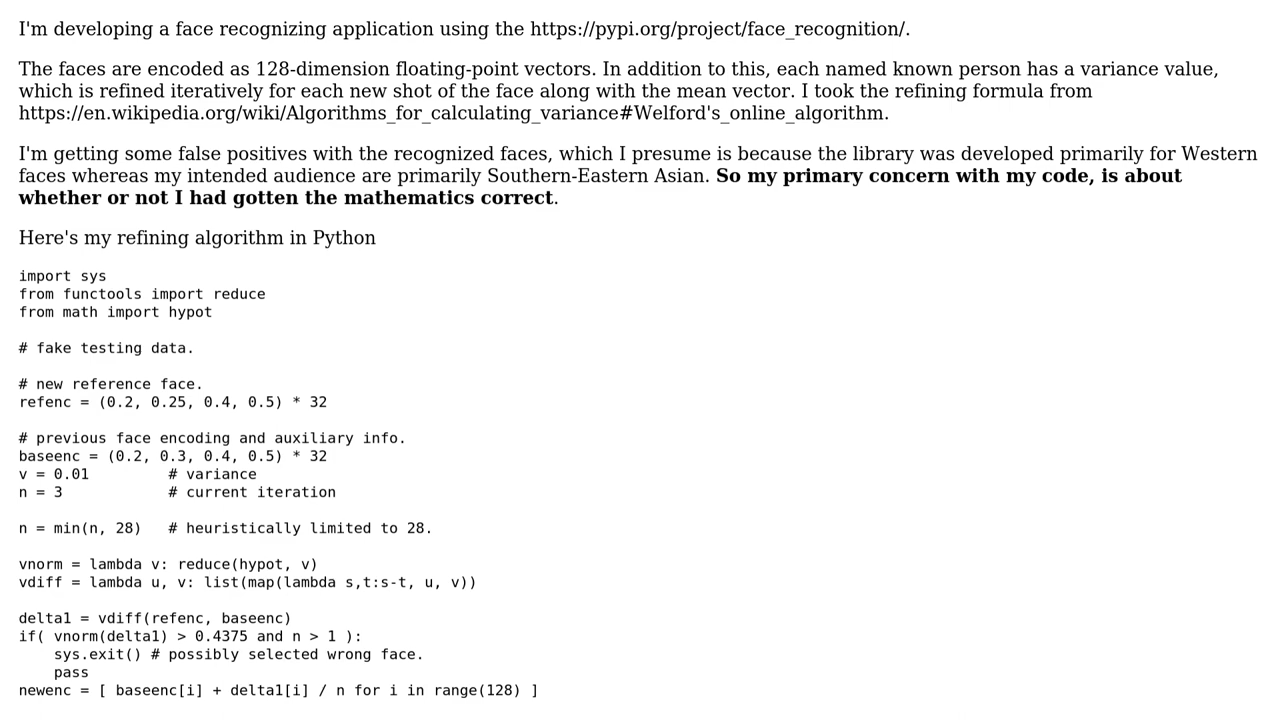 I'm developing a face recognizing application using the https://pypi.org/project/face_recognition/.
The faces are encoded as 128-dimension floating-point vectors. In addition to this, each named known person has a variance value,
which is refined iteratively for each new shot of the face along with the mean vector. I took the refining formula from
https://en.wikipedia.org/wiki/Algorithms_for_calculating_variance#Welford's_online_algorithm.
I'm getting some false positives with the recognized faces, which I presume is because the library was developed primarily for Western
faces whereas my intended audience are primarily Southern-Eastern Asian. So my primary concern with my code, is about
whether or not I had gotten the mathematics correct.
Here's my refining algorithm in Python
import sys
from functools import reduce
from math import hypot
# fake testing data.
# new reference face.
refenc = (0.2, 0.25, 0.4, 0.5) * 32
# previous face encoding and auxiliary info.
baseenc = (0.2, 0.3, 0.4, 0.5) * 32
v = 0.01         # variance
n = 3            # current iteration
n = min(n, 28)   # heuristically limited to 28.
vnorm = lambda v: reduce(hypot, v)
vdiff = lambda u, v: list(map(lambda s,t:s-t, u, v))
delta1 = vdiff(refenc, baseenc)
if( vnorm(delta1) > 0.4375 and n > 1 ):
    sys.exit() # possibly selected wrong face.
    pass
newenc = [ baseenc[i] + delta1[i] / n for i in range(128) ]